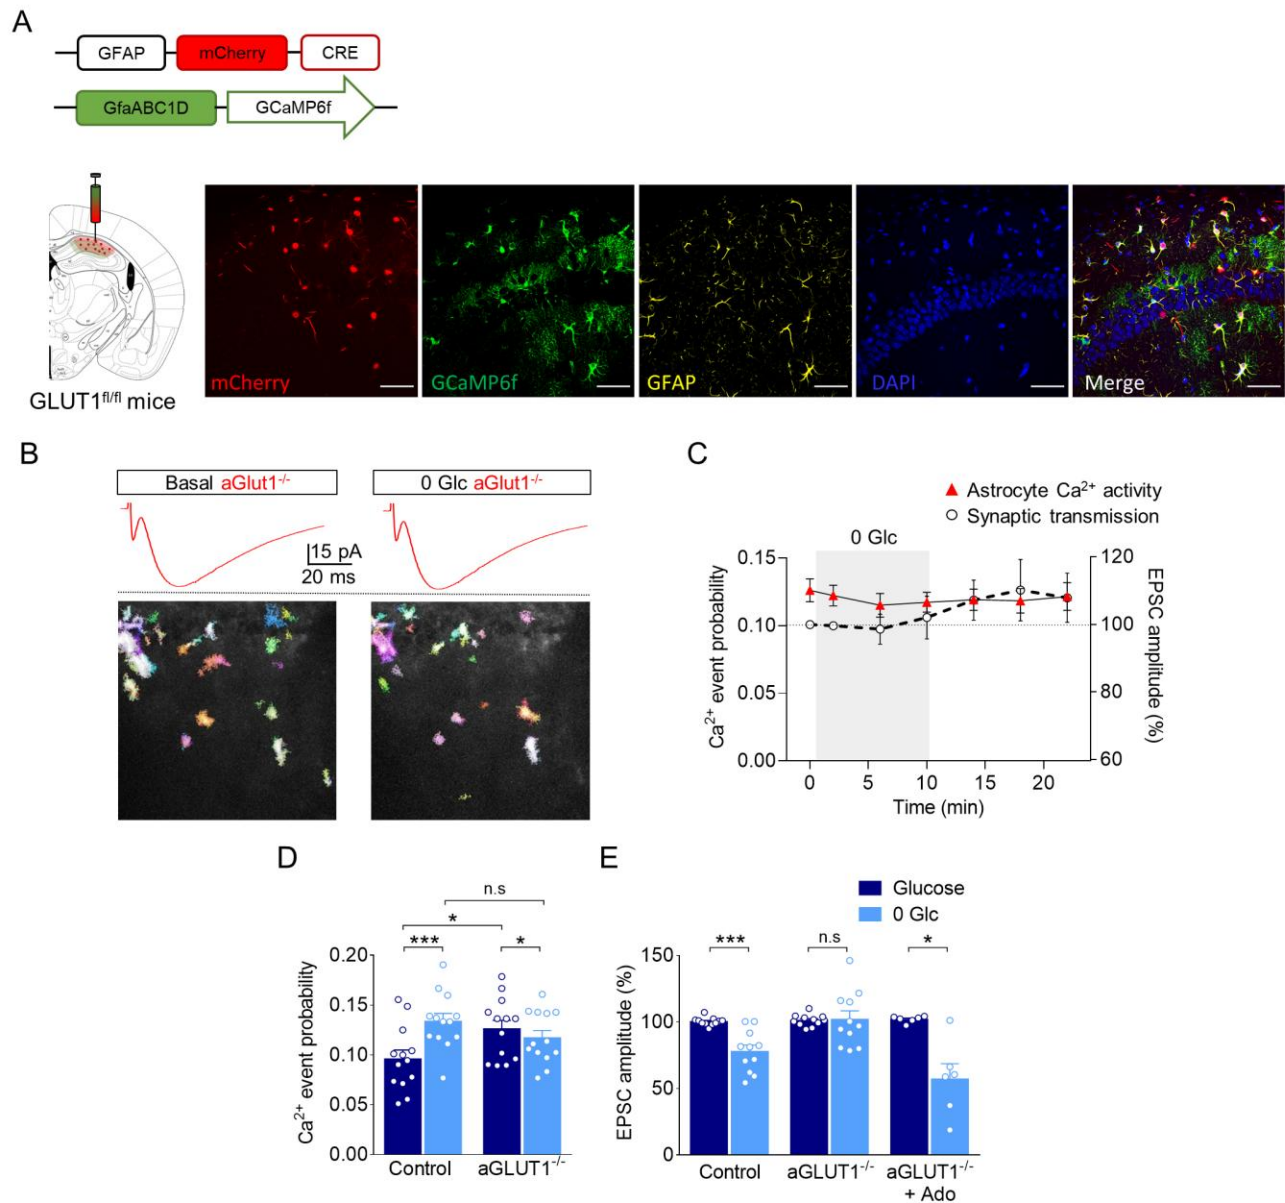 A
GFAP mCherry CRE
GfaABC1D GCaMP6f
GLUT1fl/fl mice
mCherry GCaMP6f GFAP DAPI Merge
B
Basal aGlut1-/- 0 Glc aGlut1-/-
15 pA
20 ms
C
Astrocyte Ca2+ activity
Synaptic transmission
0 Glc
Ca2+ event probability
0.15
0.10
0.05
0.00
120
100
80
60
EPSC amplitude (%)
0 5 10 15 20
Time (min)
D
n.s
*
*** *
Ca2+ event probability
0.20
0.15
0.10
0.05
0.00
Control aGLUT1-/-
E
Glucose
0 Glc
*** n.s *
EPSC amplitude (%)
150
100
50
0
Control aGLUT1-/- aGLUT1-/-
+ Ado